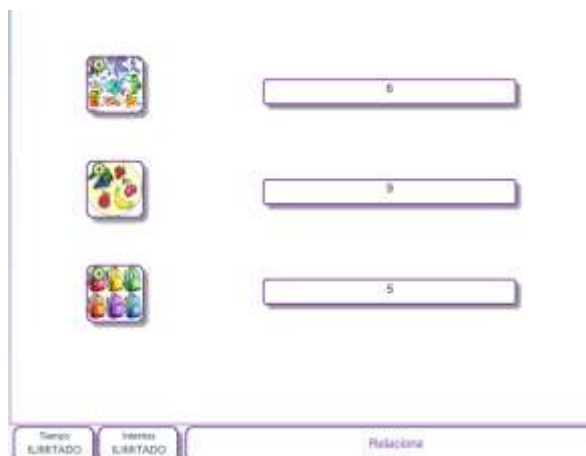 6
9
5
Tiempo
ILIMITADO
Intentos
ILIMITADO
Relaciona